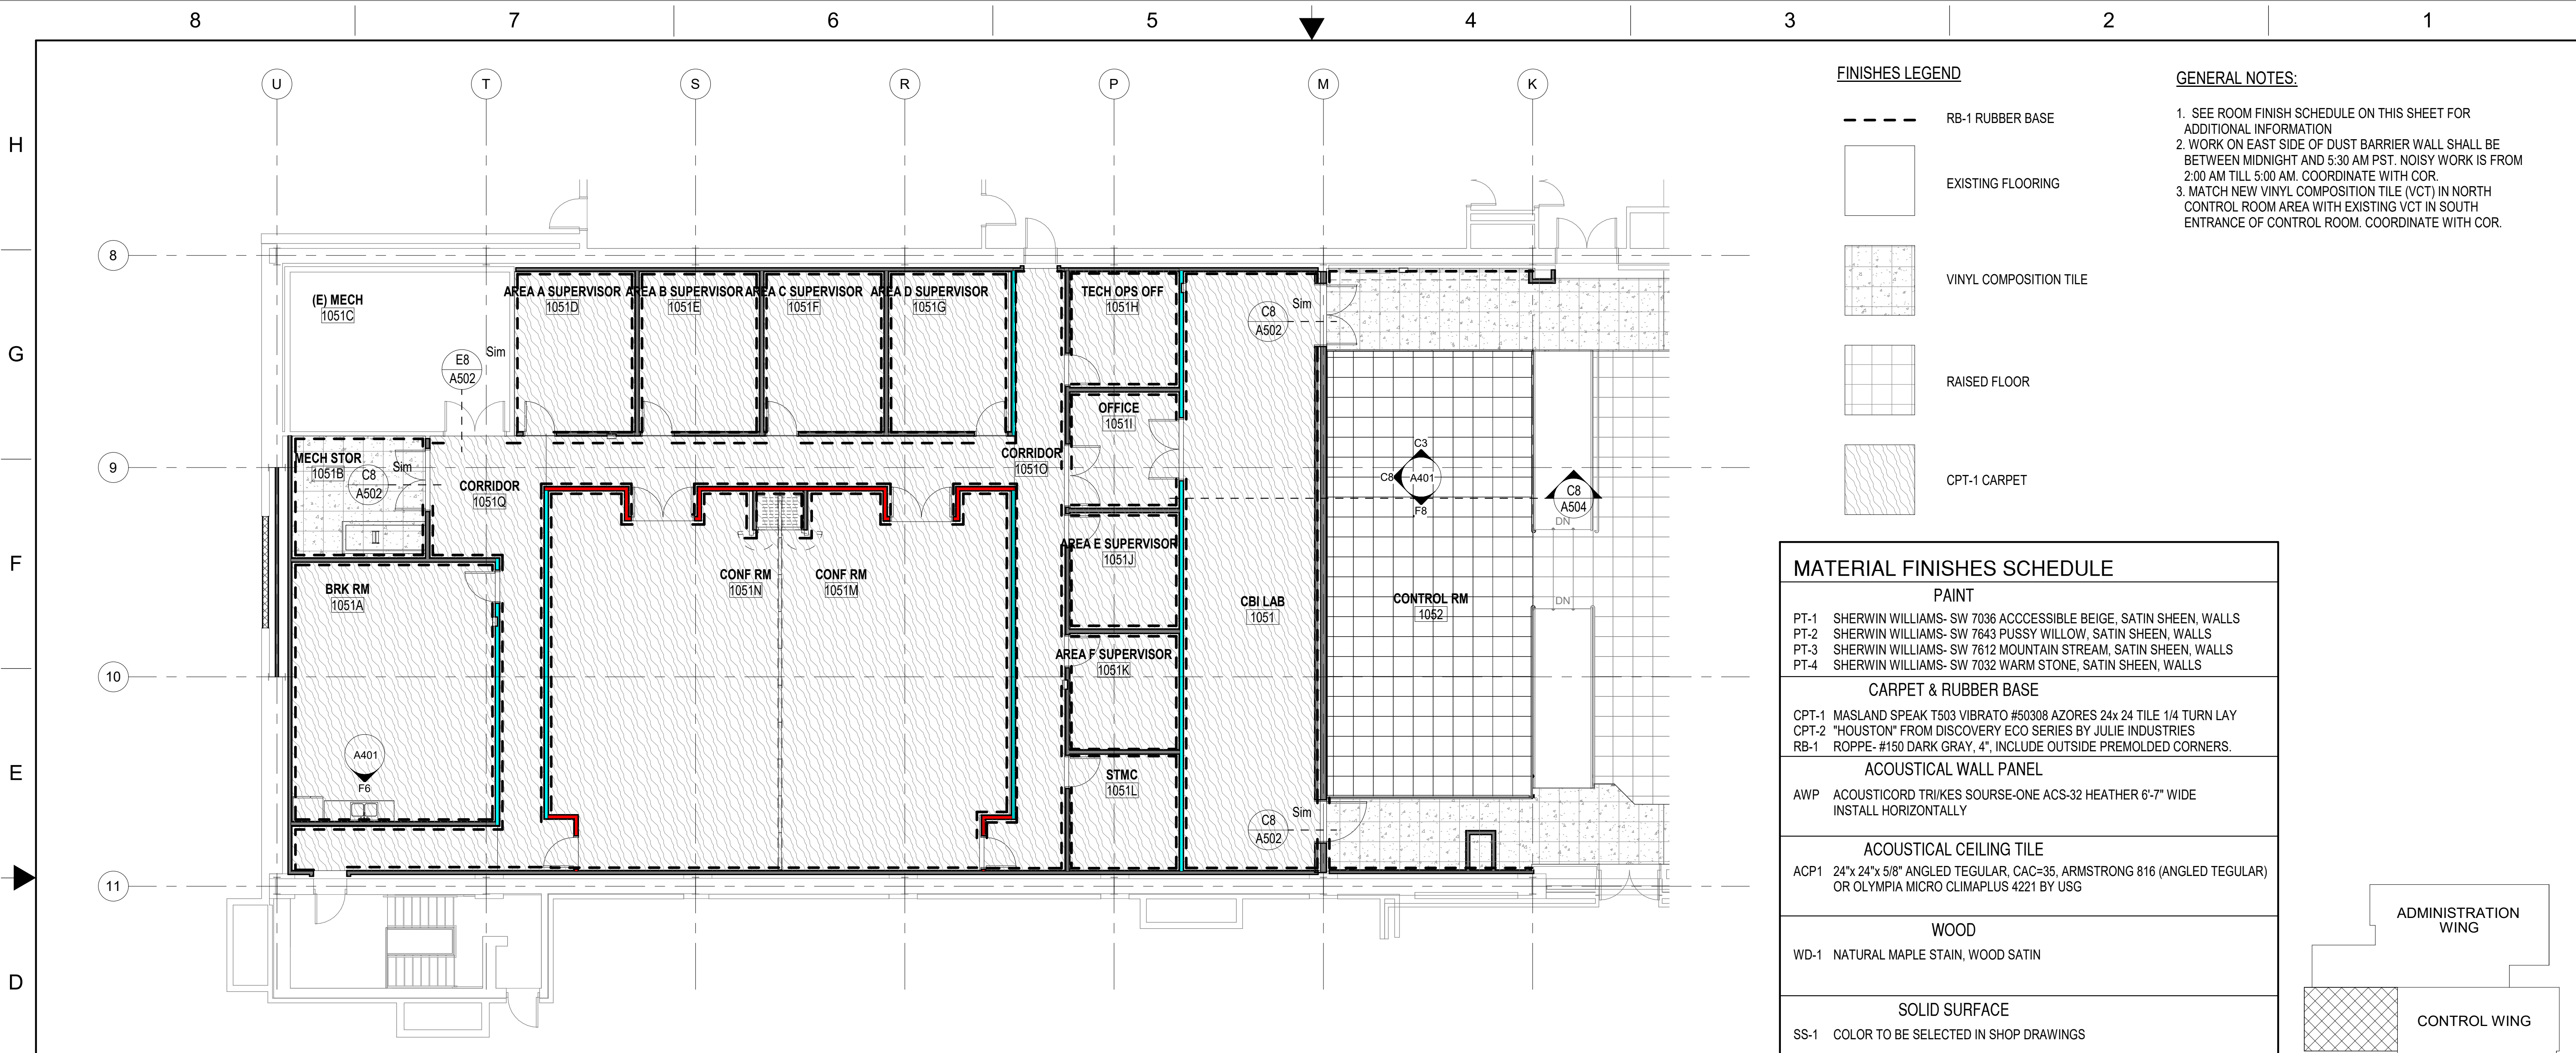 8 7 6 5 4 3 2 1
H
G
F
E
D
U T S R P M K
8
9
10
11
(E) MECH
1051C
AREA A SUPERVISOR
1051D
AREA B SUPERVISOR
1051E
AREA C SUPERVISOR
1051F
AREA D SUPERVISOR
1051G
TECH OPS OFF
1051H
C8
A502
Sim
E8
A502
Sim
OFFICE
1051I
MECH STOR
1051B
C8
A502
Sim
CORRIDOR
1051Q
CORRIDOR
1051O
C3
C8
A401
F8
C8
A504
DN
AREA E SUPERVISOR
1051J
BRK RM
1051A
CONF RM
1051N
CONF RM
1051M
CBI LAB
1051
CONTROL RM
1052
DN
AREA F SUPERVISOR
1051K
A401
F6
STMC
1051L
C8
A502
Sim
FINISHES LEGEND
RB-1 RUBBER BASE
EXISTING FLOORING
VINYL COMPOSITION TILE
RAISED FLOOR
CPT-1 CARPET
GENERAL NOTES:
1. SEE ROOM FINISH SCHEDULE ON THIS SHEET FOR
ADDITIONAL INFORMATION
2. WORK ON EAST SIDE OF DUST BARRIER WALL SHALL BE
BETWEEN MIDNIGHT AND 5:30 AM PST. NOISY WORK IS FROM
2:00 AM TILL 5:00 AM. COORDINATE WITH COR.
3. MATCH NEW VINYL COMPOSITION TILE (VCT) IN NORTH
CONTROL ROOM AREA WITH EXISTING VCT IN SOUTH
ENTRANCE OF CONTROL ROOM. COORDINATE WITH COR.
MATERIAL FINISHES SCHEDULE
PAINT
PT-1 SHERWIN WILLIAMS- SW 7036 ACCCESSIBLE BEIGE, SATIN SHEEN, WALLS
PT-2 SHERWIN WILLIAMS- SW 7643 PUSSY WILLOW, SATIN SHEEN, WALLS
PT-3 SHERWIN WILLIAMS- SW 7612 MOUNTAIN STREAM, SATIN SHEEN, WALLS
PT-4 SHERWIN WILLIAMS- SW 7032 WARM STONE, SATIN SHEEN, WALLS
CARPET & RUBBER BASE
CPT-1 MASLAND SPEAK T503 VIBRATO #50308 AZORES 24x 24 TILE 1/4 TURN LAY
CPT-2 "HOUSTON" FROM DISCOVERY ECO SERIES BY JULIE INDUSTRIES
RB-1 ROPPE- #150 DARK GRAY, 4", INCLUDE OUTSIDE PREMOLDED CORNERS.
ACOUSTICAL WALL PANEL
AWP ACOUSTICORD TRI/KES SOURSE-ONE ACS-32 HEATHER 6'-7" WIDE
INSTALL HORIZONTALLY
ACOUSTICAL CEILING TILE
ACP1 24"x 24"x 5/8" ANGLED TEGULAR, CAC=35, ARMSTRONG 816 (ANGLED TEGULAR)
OR OLYMPIA MICRO CLIMAPLUS 4221 BY USG
WOOD
WD-1 NATURAL MAPLE STAIN, WOOD SATIN
SOLID SURFACE
SS-1 COLOR TO BE SELECTED IN SHOP DRAWINGS
ADMINISTRATION
WING
CONTROL WING